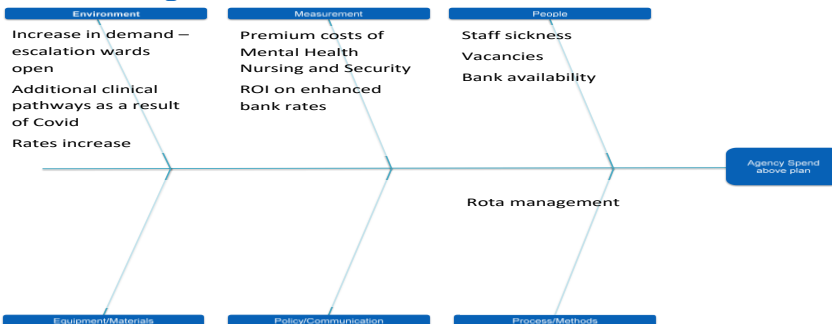 Environment
Measurement
People
Increase in demand –
escalation wards
open
Additional clinical
pathways as a result
of Covid
Rates increase
Premium costs of
Mental Health
Nursing and Security
ROI on enhanced
bank rates
Staff sickness
Vacancies
Bank availability
Agency Spend
above plan
Rota management
Equipment/Materials
Policy/Communication
Process/Methods